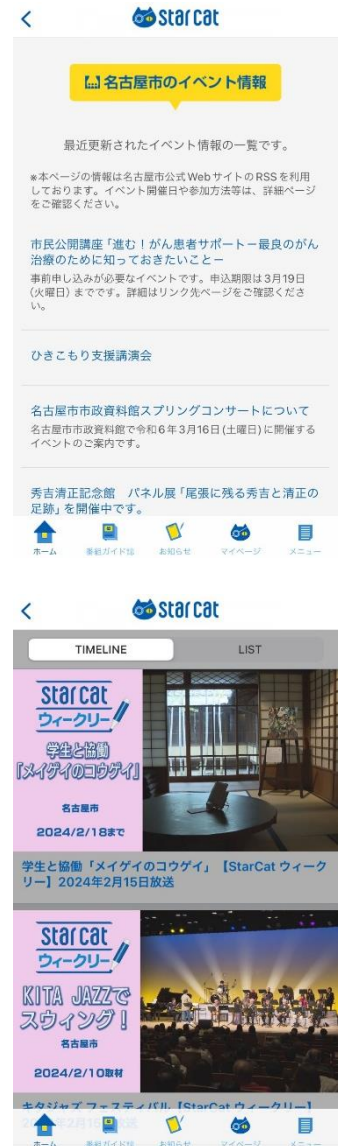 starcat
名古屋市のイベント情報
最近更新されたイベント情報の一覧です。
※本ページの情報は名古屋市公式WebサイトのRSSを利用
しております。イベント開催日や参加方法等は、詳細ページ
をご確認ください。
市民公開講座「進む！がん患者サポートー最良のがん
治療のために知っておきたいことー
事前申し込みが必要なイベントです。申込期限は3月19日
(火曜日) までです。詳細はリンク先ページをご確認くださ
い。
ひきこもり支援講演会
名古屋市市政資料館スプリングコンサートについて
名古屋市市政資料館で令和6年3月16日(土曜日)に開催する
イベントのご案内です。
秀吉清正記念館 パネル展「尾張に残る秀吉と清正の
足跡」を開催中です。
ホーム 番組ガイド誌 お知らせ マイページ メニュー
starcat
TIMELINE LIST
starcat
ウィークリー
学生と協働
『メイゲイのコウゲイ』
名古屋市
2024/2/18まで
学生と協働「メイゲイのコウゲイ」【StarCat ウィーク
リー】2024年2月15日放送
starcat
ウィークリー
KITA JAZZで
スウィング！
名古屋市
2024/2/10取材
キタジャズ フェスティバル【StarCat ウィークリー】
ホーム 番組ガイド誌 お知らせ マイページ メニュー